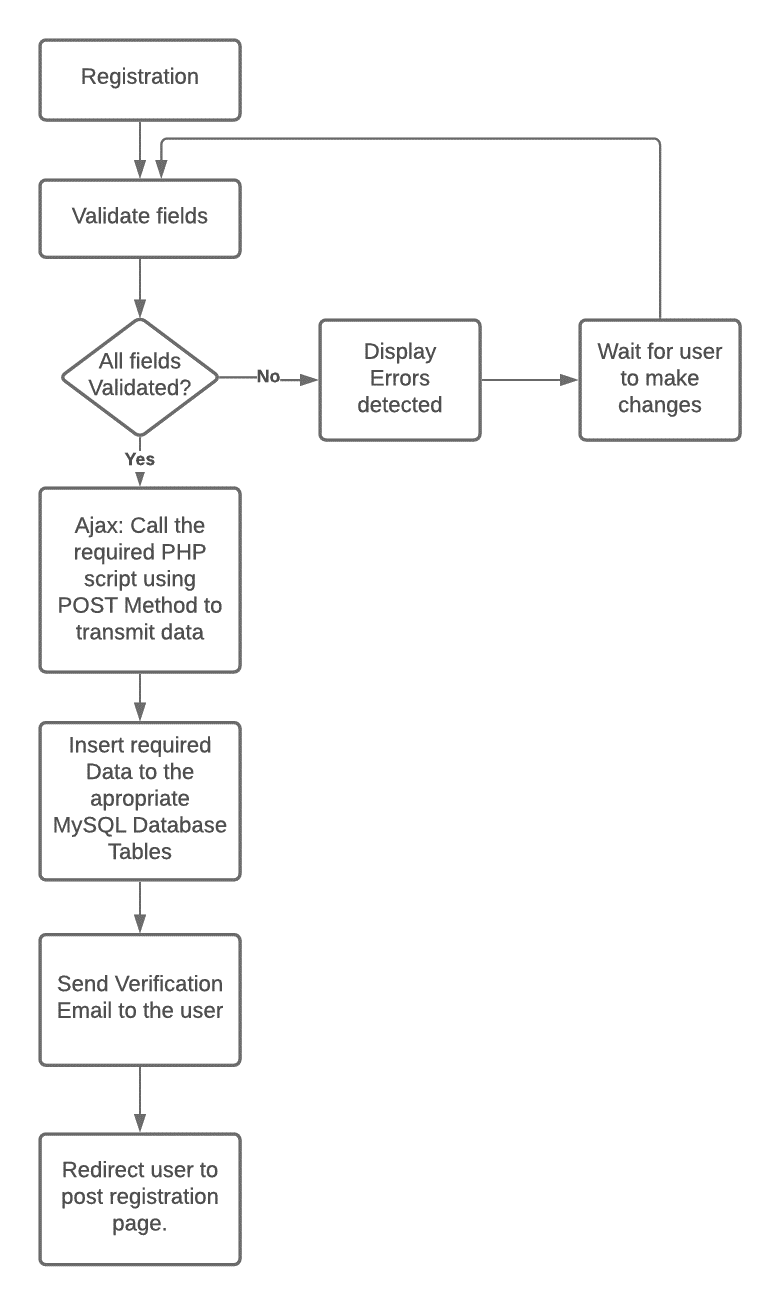 Registration
Validate fields
All fields
Validated?
No
Display
Errors
detected
Wait for user
to make
changes
Yes
Ajax: Call the
required PHP
script using
POST Method to
transmit data
Insert required
Data to the
apropriate
MySQL Database
Tables
Send Verification
Email to the user
Redirect user to
post registration
page.